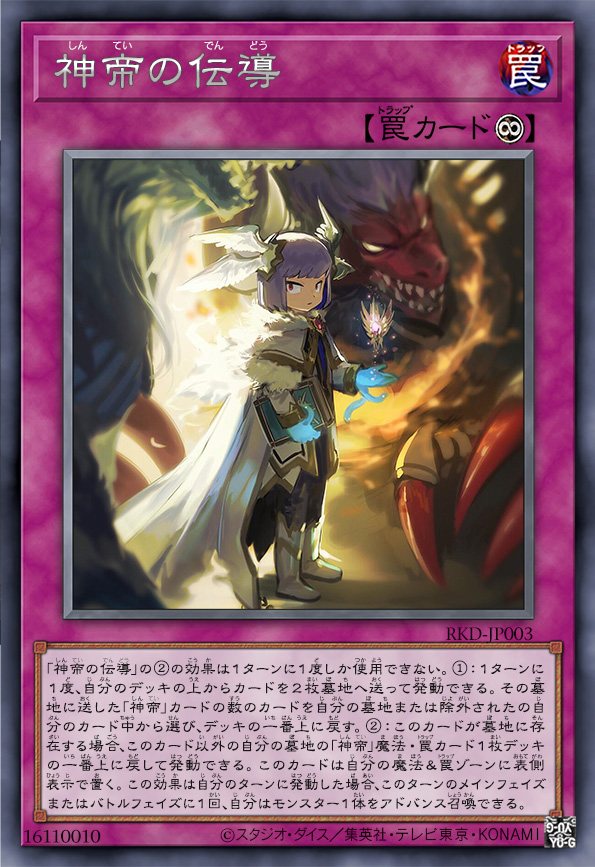 神帝の伝導
罠
【罠カード】
RKD-JP003
「神帝の伝導」の②の効果は1ターンに1度しか使用できない。①:1ターンに
1度、自分のデッキの上からカードを2枚墓地へ送って発動できる。その墓
地に送した「神帝」カードの数のカードを自分の墓地または除外されたの自
分のカード中から選び、デッキの一番上に戻す。②:このカードが墓地に存
在する場合、このカード以外の自分の墓地の「神帝」魔法・罠カード1枚デッキ
の一番上に戻して発動できる。このカードは自分の魔法&罠ゾーンに表側
表示で置く。この効果は自分のターンに発動した場合、このターンのメインフェイズ
またはバトルフェイズに1回、自分はモンスター1体をアドバンス召喚できる。
16110010
©スタジオ・ダイス/集英社・テレビ東京・KONAMI